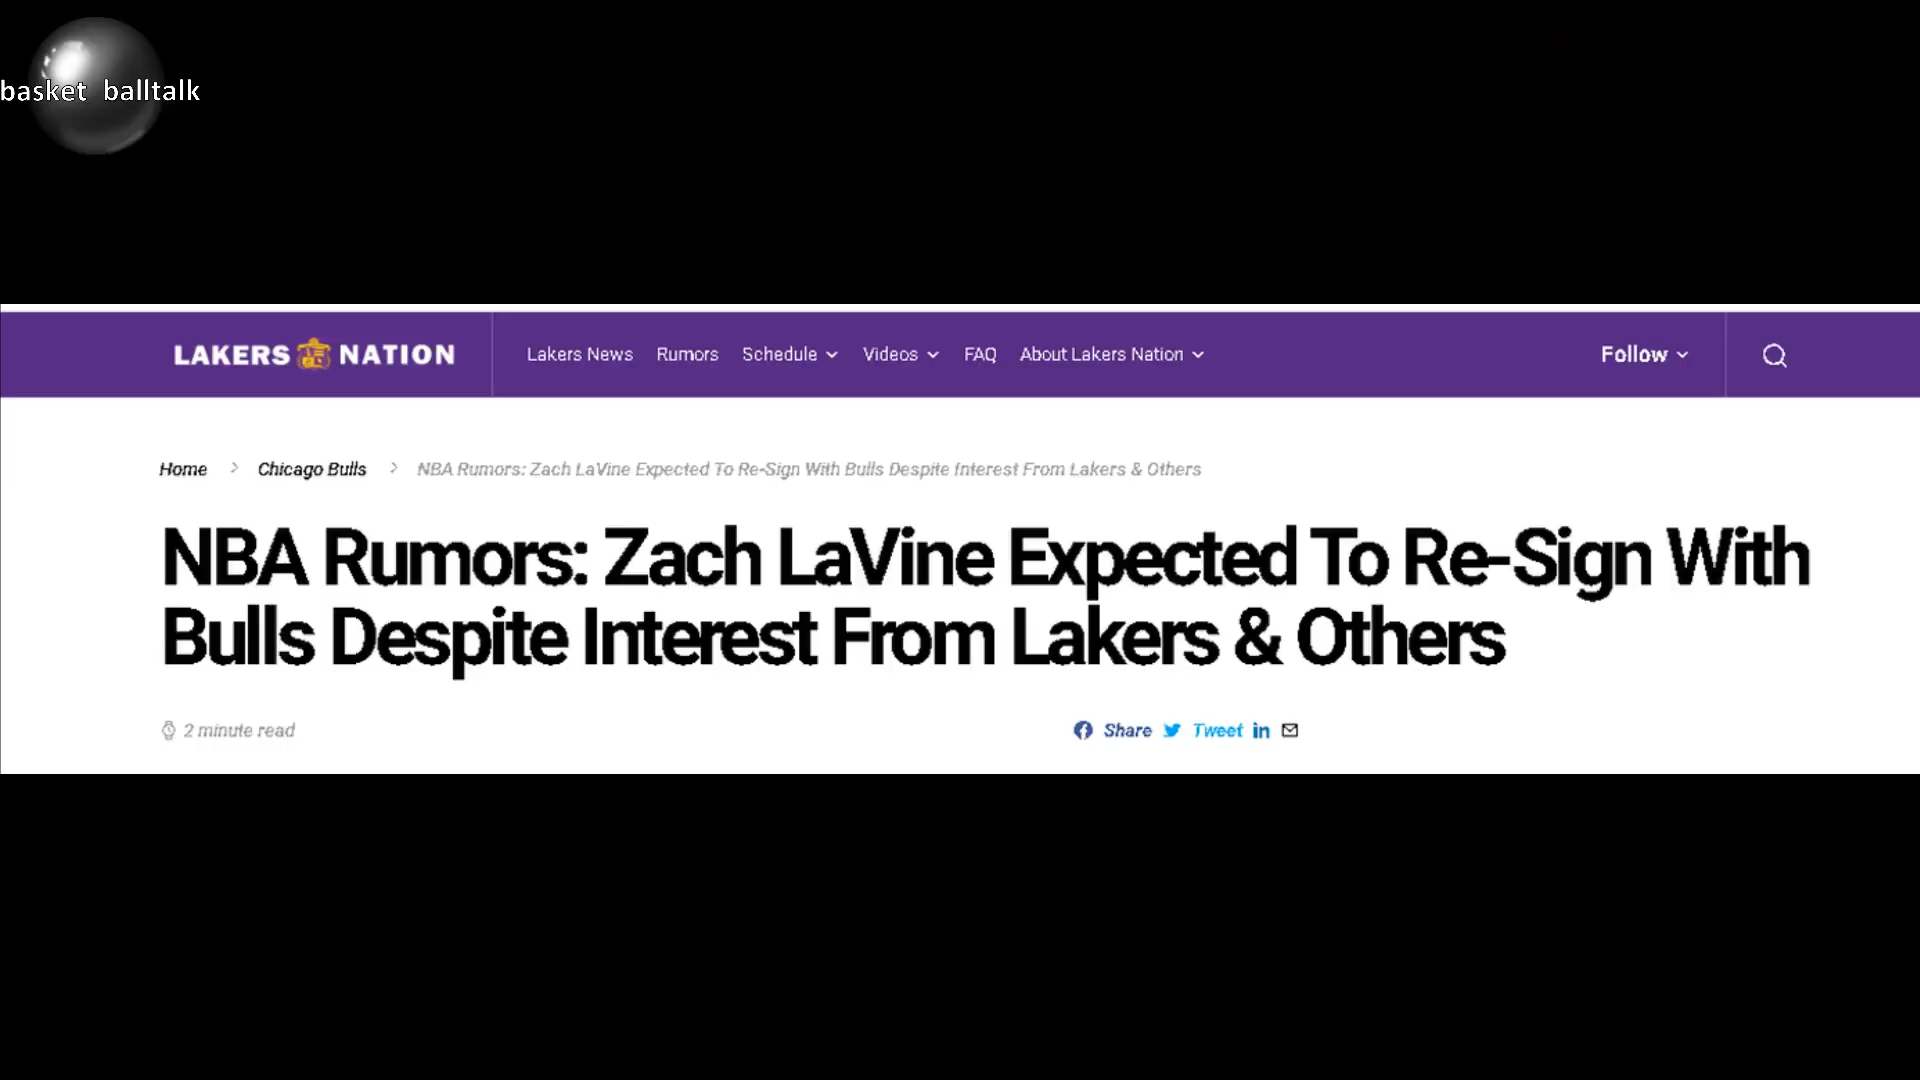 basket balltalk
LAKERS NATION
Lakers News Rumors Schedule Videos FAQ About Lakers Nation Follow
Home > Chicago Bulls > NBA Rumors: Zach LaVine Expected To Re-Sign With Bulls Despite Interest From Lakers & Others
NBA Rumors: Zach LaVine Expected To Re-Sign With
Bulls Despite Interest From Lakers & Others
2 minute read Share Tweet in